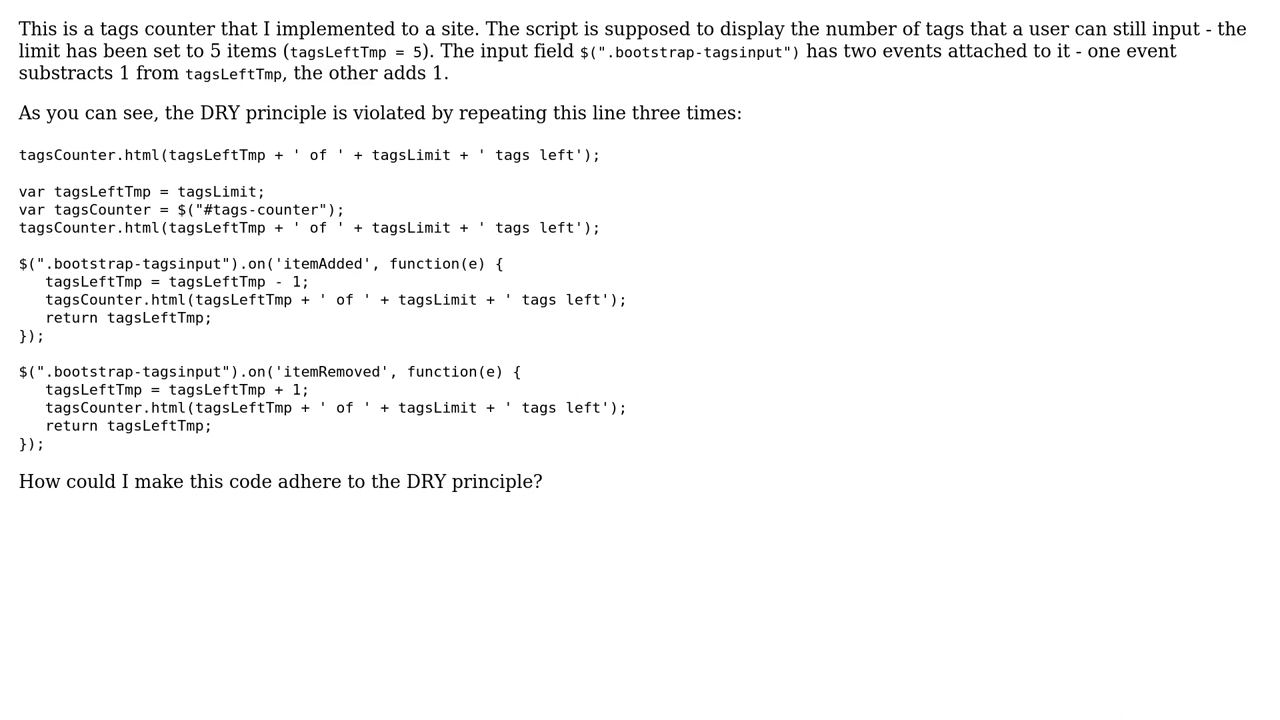 This is a tags counter that I implemented to a site. The script is supposed to display the number of tags that a user can still input - the
limit has been set to 5 items (tagsLeftTmp = 5). The input field $(".bootstrap-tagsinput") has two events attached to it - one event
substracts 1 from tagsLeftTmp, the other adds 1.
As you can see, the DRY principle is violated by repeating this line three times:
tagsCounter.html(tagsLeftTmp + ' of ' + tagsLimit + ' tags left');
var tagsLeftTmp = tagsLimit;
var tagsCounter = $("#tags-counter");
tagsCounter.html(tagsLeftTmp + ' of ' + tagsLimit + ' tags left');
$(".bootstrap-tagsinput").on('itemAdded', function(e) {
   tagsLeftTmp = tagsLeftTmp - 1;
   tagsCounter.html(tagsLeftTmp + ' of ' + tagsLimit + ' tags left');
   return tagsLeftTmp;
});
$(".bootstrap-tagsinput").on('itemRemoved', function(e) {
   tagsLeftTmp = tagsLeftTmp + 1;
   tagsCounter.html(tagsLeftTmp + ' of ' + tagsLimit + ' tags left');
   return tagsLeftTmp;
});
How could I make this code adhere to the DRY principle?